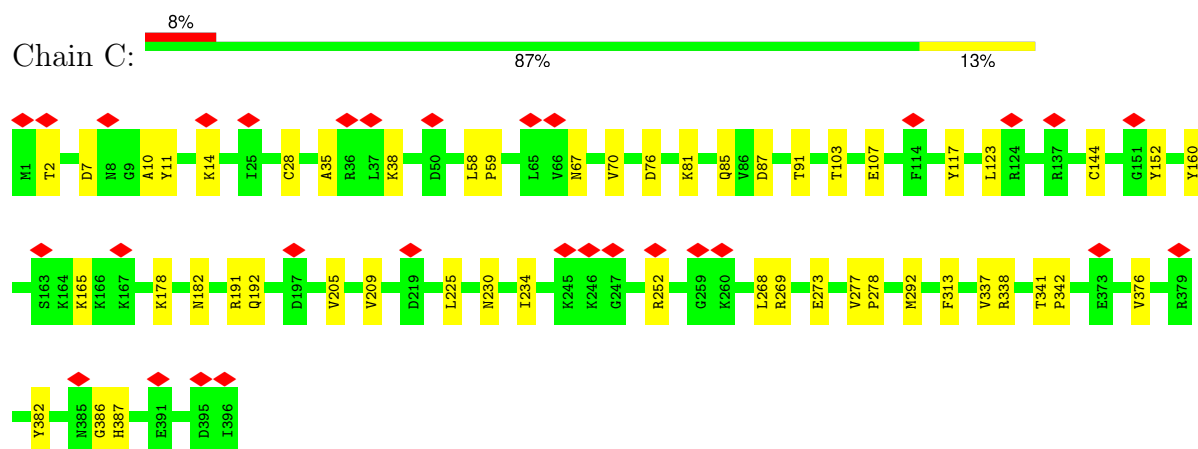 8%
Chain C:
87% 13%
M1 T2 D7 N8 G9 A10 Y11 K14 I25 C28 A35 R36 L37 K38 D50 L58 P59 L65 V66 N67 V70 D76 K81 Q85 V86 D87 T91 T103 E107 F114 Y117 L123 R124 R137 C144 G151 Y152 Y160
S163 K164 K165 K166 K167 K178 N182 R191 Q192 D197 V205 V209 D219 L225 N230 I234 K245 K246 G247 R252 G259 K260 L268 R269 E273 V277 P278 M292 F313 V337 R338 T341 P342 E373 V376 R379
Y382 N385 G386 H387 E391 D395 I396